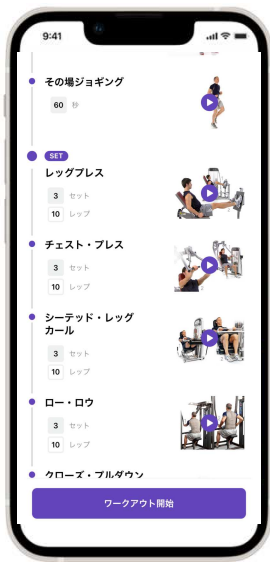 9:41
その場ジョギング
60 秒
SET
レッグプレス
3 セット
10 レップ
チェスト・プレス
3 セット
10 レップ
シーテッド・レッグ
カール
3 セット
10 レップ
ロー・ロウ
3 セット
10 レップ
クローズ・プルダウン
ワークアウト開始